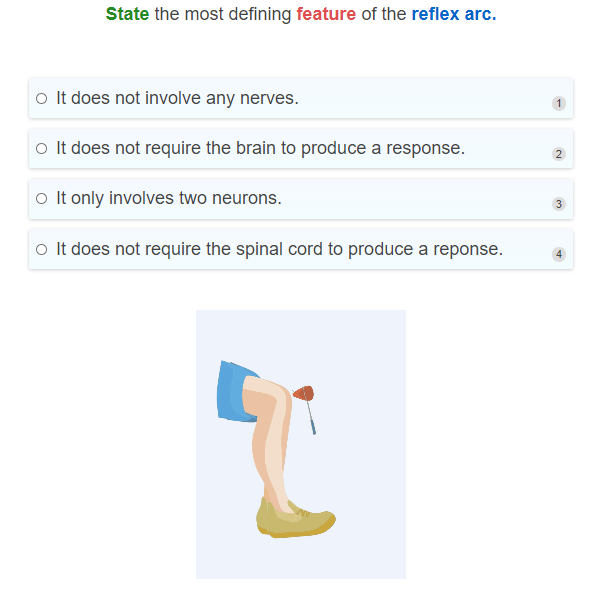 State the most defining feature of the reflex arc.
It does not involve any nerves.
1
It does not require the brain to produce a response.
2
It only involves two neurons.
3
It does not require the spinal cord to produce a reponse.
4